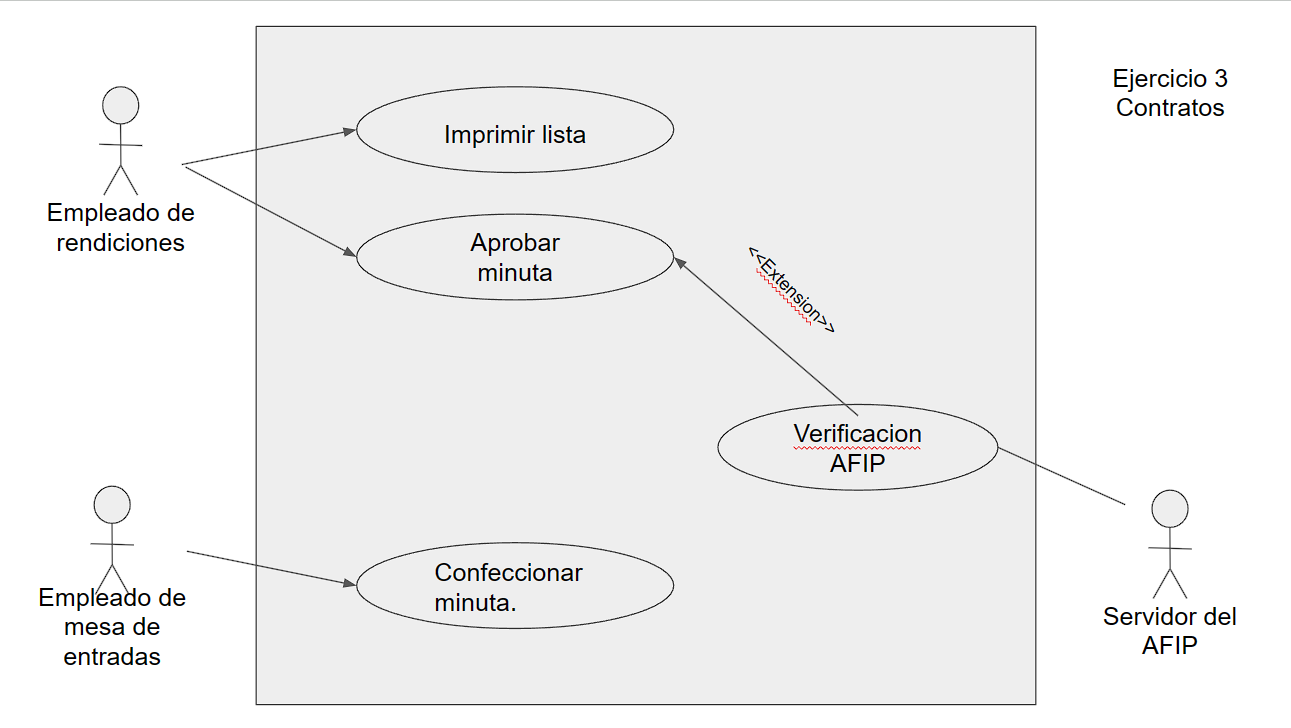 Ejercicio 3
Contratos
Imprimir lista
Empleado de
rendiciones
Aprobar
minuta
<<Extension>>
Verificacion
AFIP
Confeccionar
minuta.
Empleado de
mesa de
entradas
Servidor del
AFIP